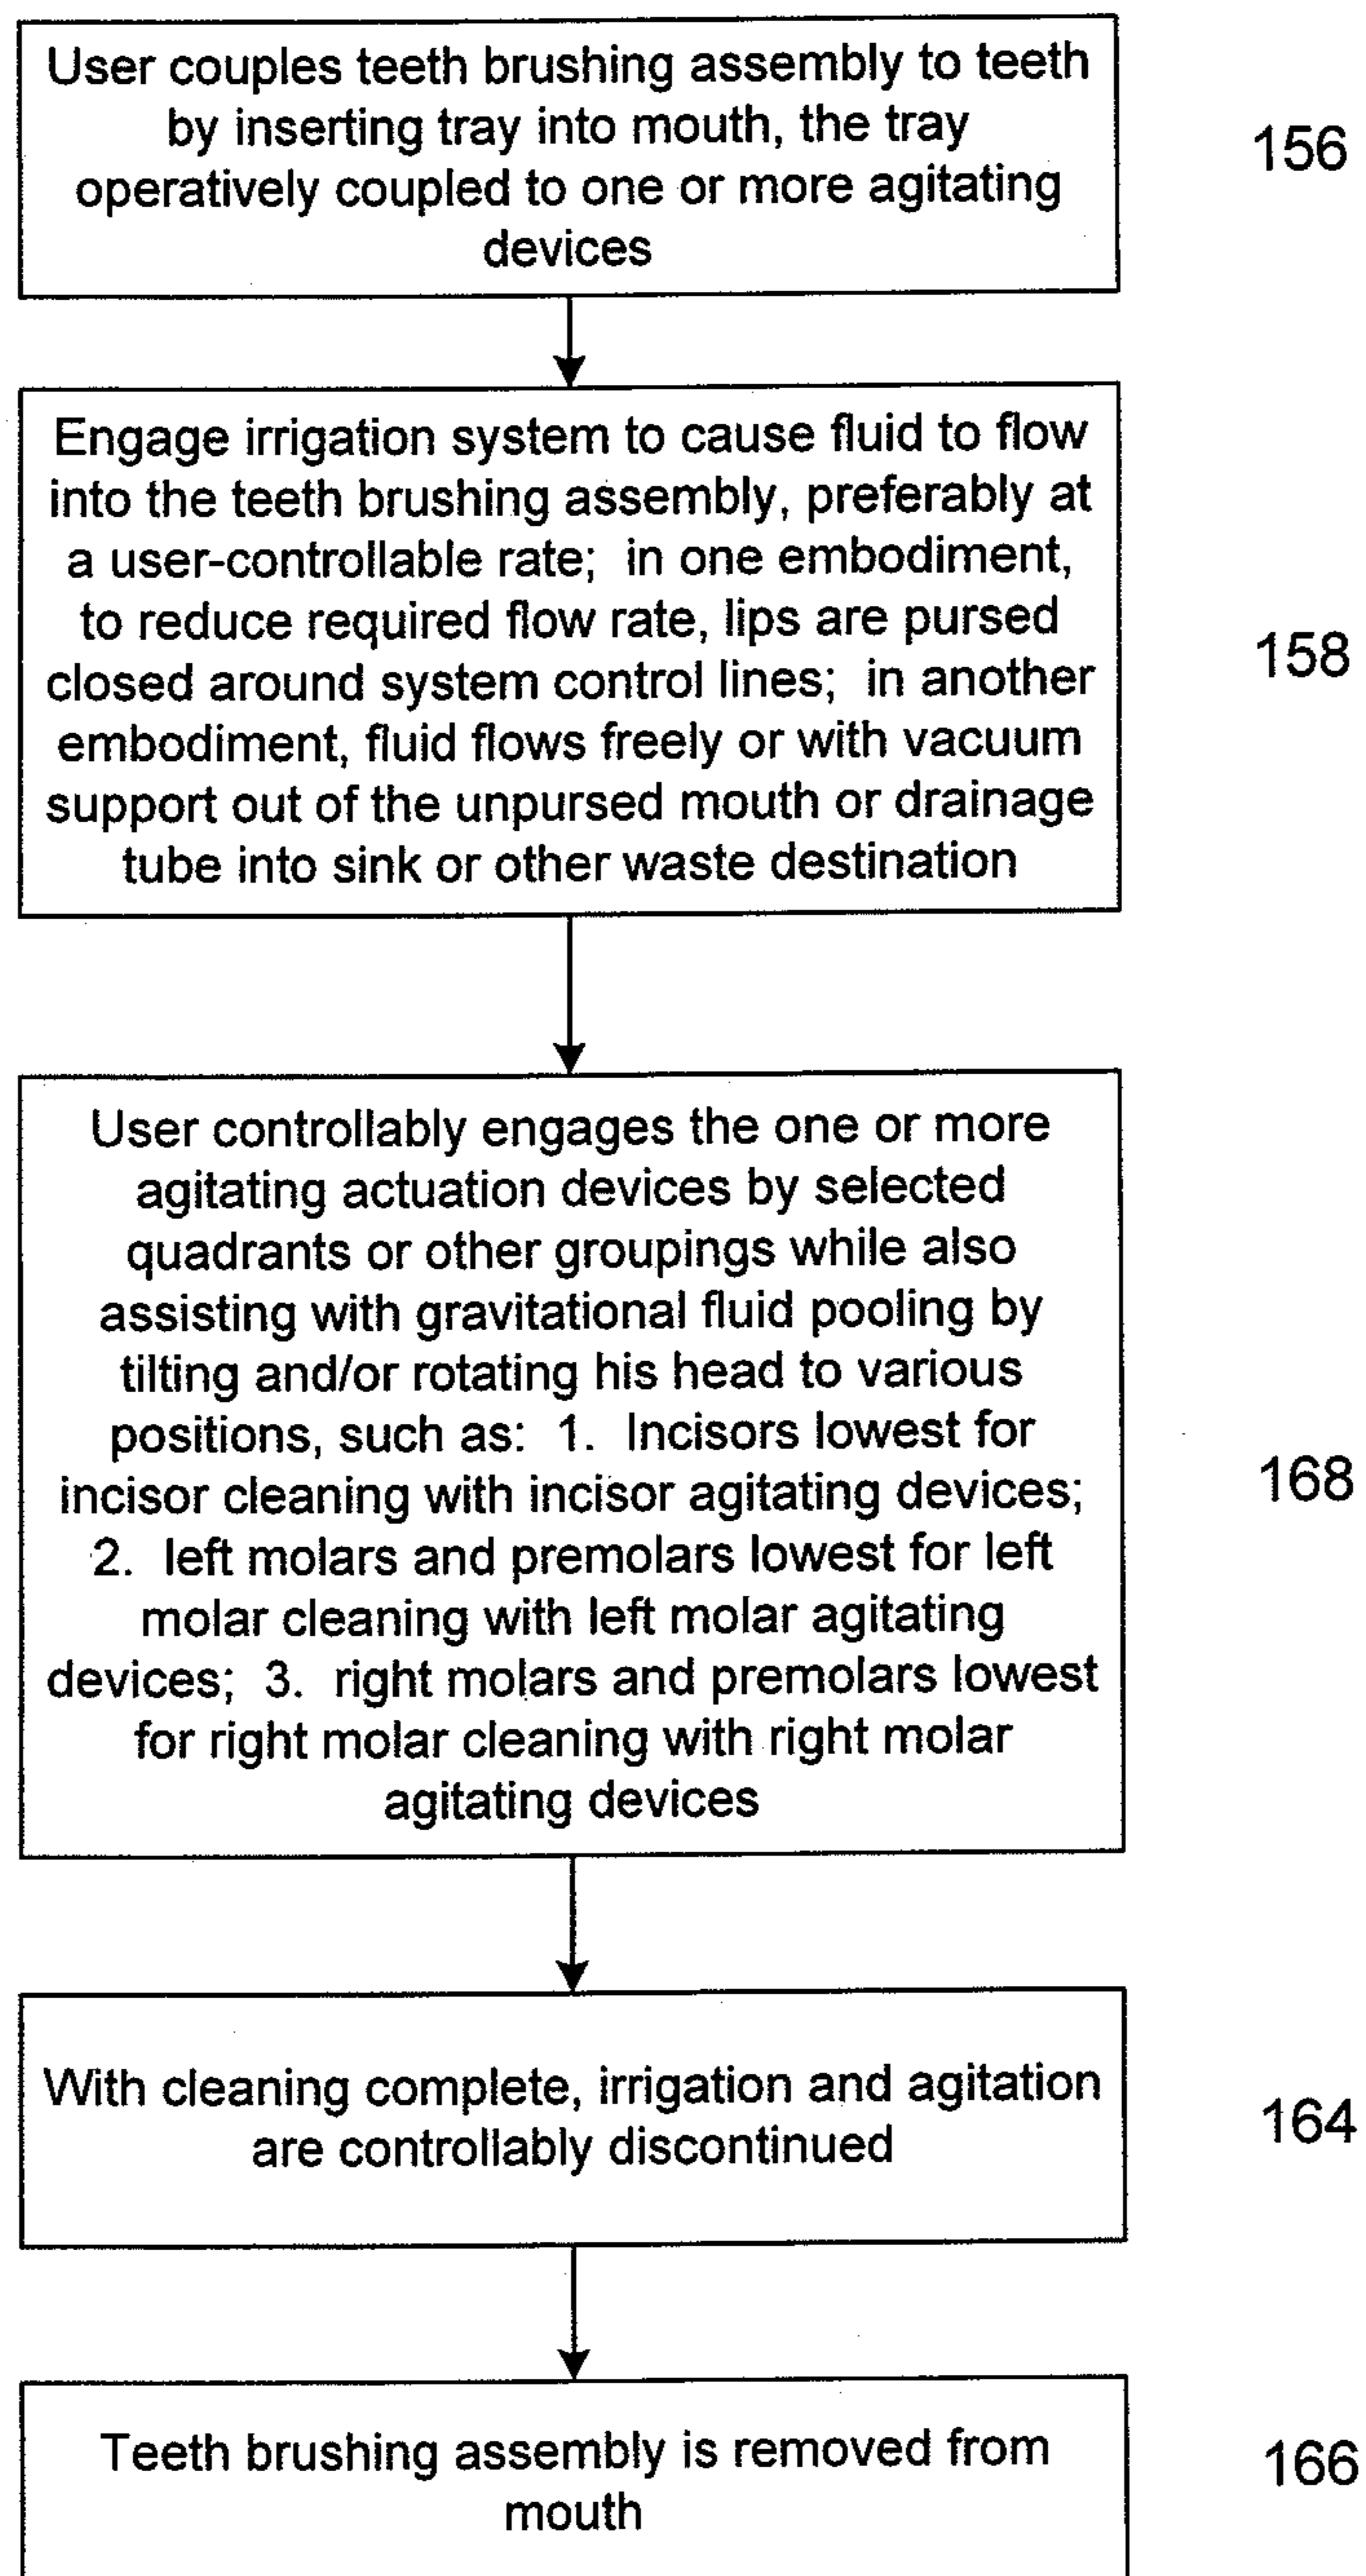 User couples teeth brushing assembly to teeth
by inserting tray into mouth, the tray
operatively coupled to one or more agitating
devices
156
Engage irrigation system to cause fluid to flow
into the teeth brushing assembly, preferably at
a user-controllable rate; in one embodiment,
to reduce required flow rate, lips are pursed
closed around system control lines; in another
embodiment, fluid flows freely or with vacuum
support out of the unpursed mouth or drainage
tube into sink or other waste destination
158
User controllably engages the one or more
agitating actuation devices by selected
quadrants or other groupings while also
assisting with gravitational fluid pooling by
tilting and/or rotating his head to various
positions, such as: 1. Incisors lowest for
incisor cleaning with incisor agitating devices;
2. left molars and premolars lowest for left
molar cleaning with left molar agitating
devices; 3. right molars and premolars lowest
for right molar cleaning with right molar
agitating devices
168
With cleaning complete, irrigation and agitation
are controllably discontinued
164
Teeth brushing assembly is removed from
mouth
166